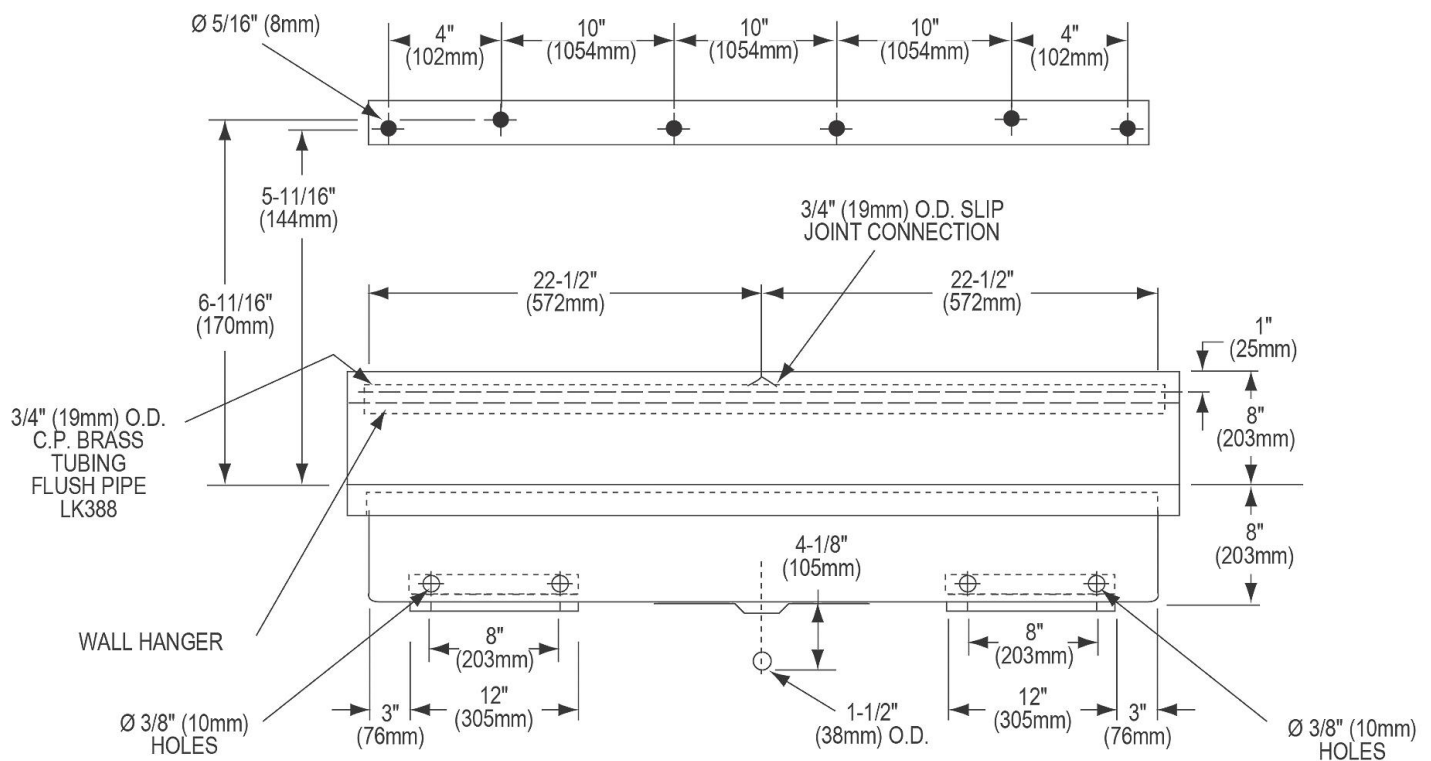 Ø 5/16" (8mm)
4"
(102mm)
10"
(1054mm)
10"
(1054mm)
10"
(1054mm)
4"
(102mm)
5-11/16"
(144mm)
6-11/16"
(170mm)
3/4" (19mm) O.D. SLIP
JOINT CONNECTION
22-1/2"
(572mm)
22-1/2"
(572mm)
1"
(25mm)
8"
(203mm)
3/4" (19mm) O.D.
C.P. BRASS
TUBING
FLUSH PIPE
LK388
8"
(203mm)
4-1/8"
(105mm)
WALL HANGER
8"
(203mm)
8"
(203mm)
Ø 3/8" (10mm)
HOLES
3"
(76mm)
12"
(305mm)
1-1/2"
(38mm) O.D.
12"
(305mm)
3"
(76mm)
Ø 3/8" (10mm)
HOLES